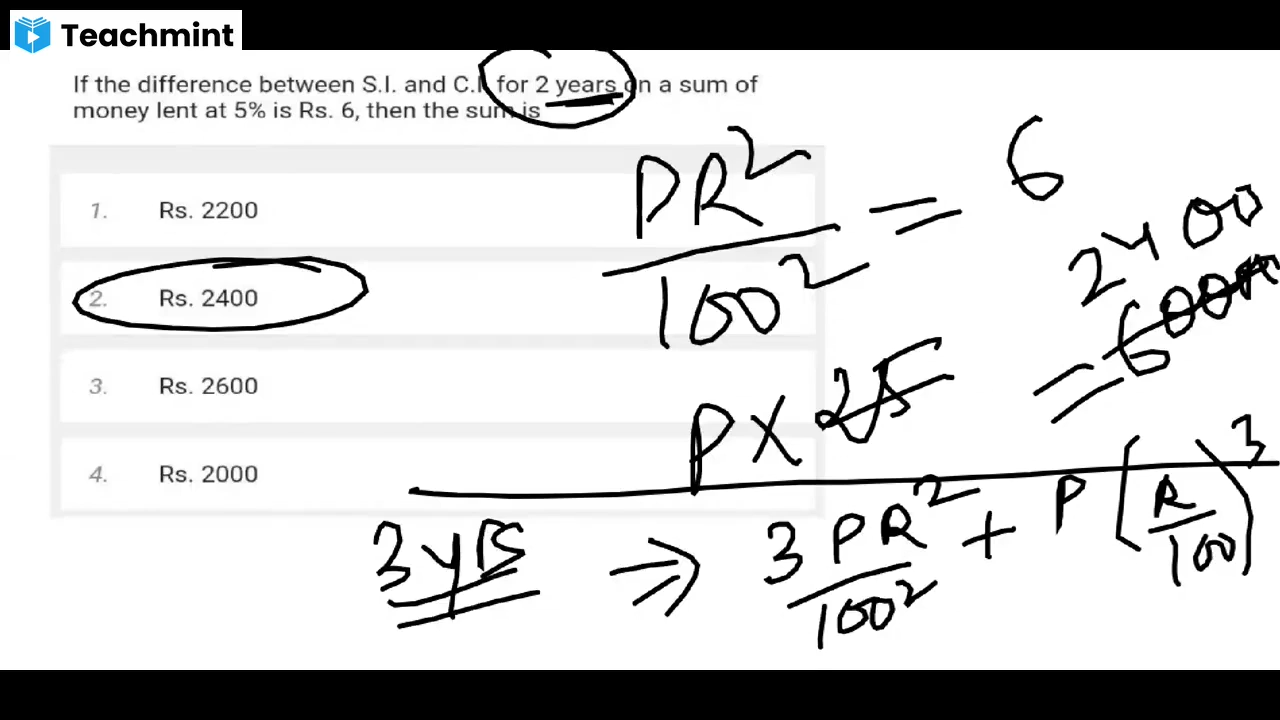 Teachmint
If the difference between S.I. and C.I. for 2 years on a sum of
money lent at 5% is Rs. 6, then the sum is
1. Rs. 2200
2. Rs. 2400
3. Rs. 2600
4. Rs. 2000
PR² / 100² = 6
2400
P × 25 = 60000
3 yrs ⇒ 3PR² / 100² + P (R / 100)³